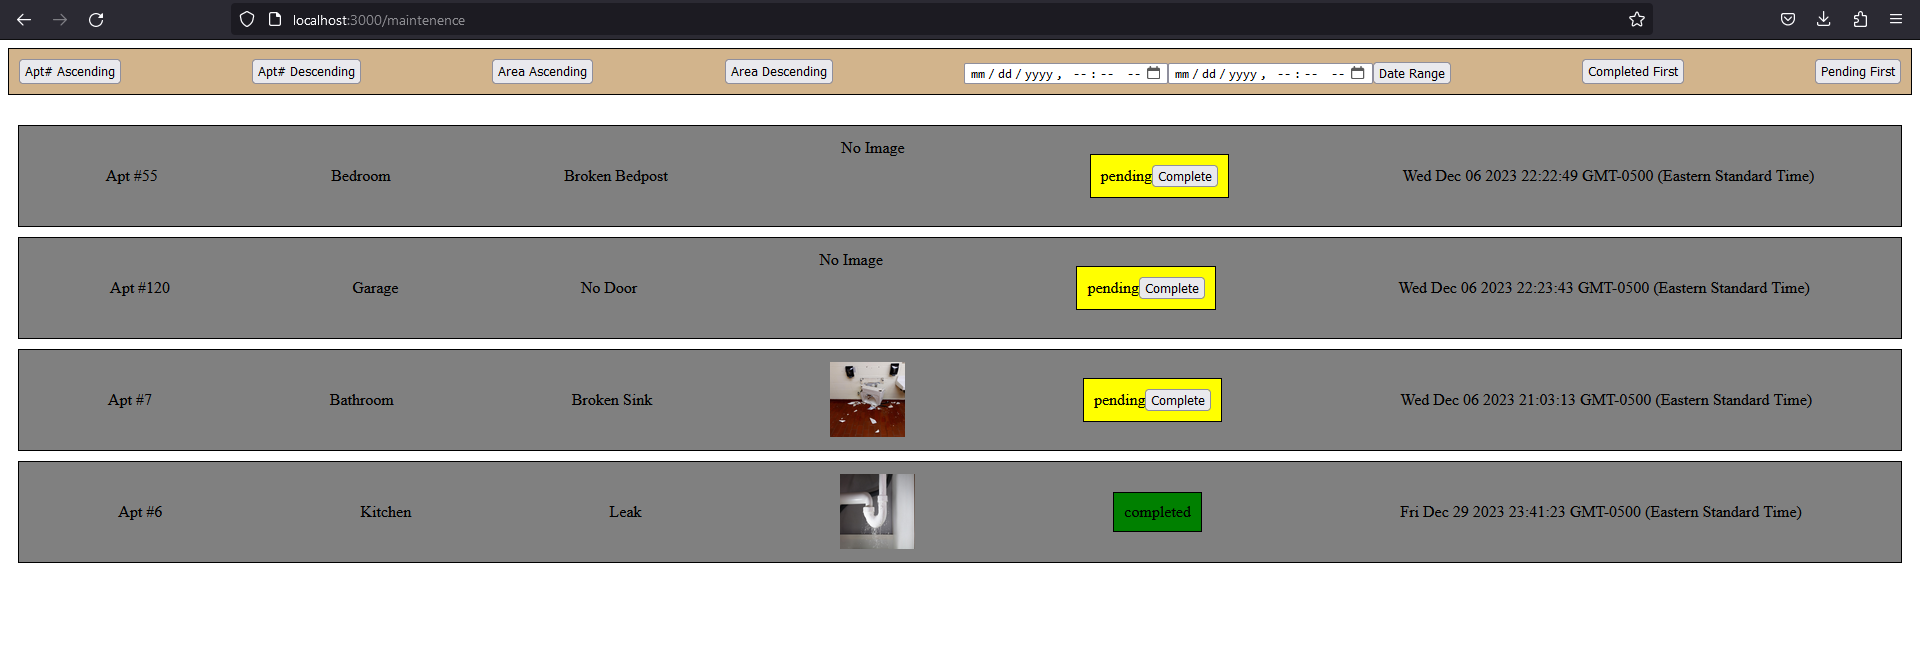 localhost:3000/maintenence
Apt# Ascending Apt# Descending Area Ascending Area Descending mm/dd/yyyy, --:-- -- mm/dd/yyyy, --:-- -- Date Range Completed First Pending First
No Image
Apt #55 Bedroom Broken Bedpost pending Complete Wed Dec 06 2023 22:22:49 GMT-0500 (Eastern Standard Time)
No Image
Apt #120 Garage No Door pending Complete Wed Dec 06 2023 22:23:43 GMT-0500 (Eastern Standard Time)
Apt #7 Bathroom Broken Sink pending Complete Wed Dec 06 2023 21:03:13 GMT-0500 (Eastern Standard Time)
Apt #6 Kitchen Leak completed Fri Dec 29 2023 23:41:23 GMT-0500 (Eastern Standard Time)